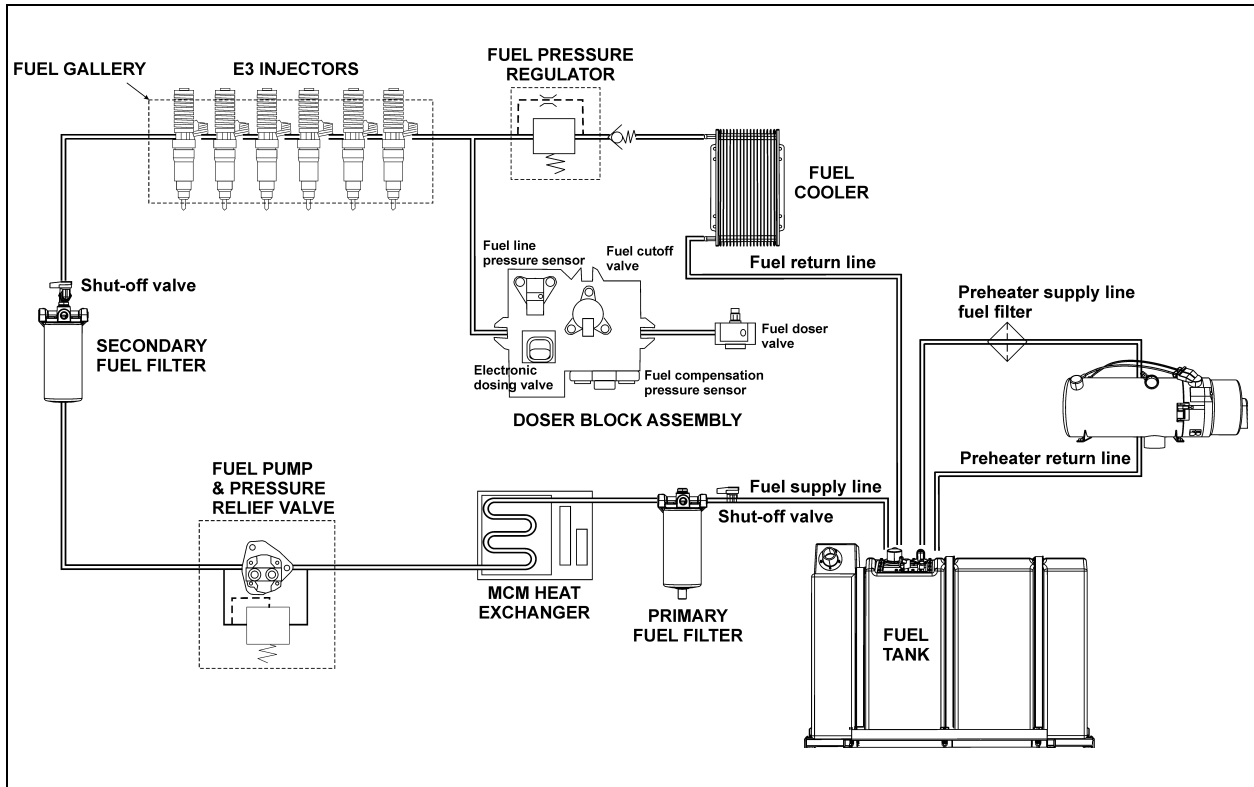 FUEL GALLERY
E3 INJECTORS
FUEL PRESSURE
REGULATOR
FUEL
COOLER
Fuel line
pressure sensor
Fuel cutoff
valve
Fuel return line
Shut-off valve
Preheater supply line
fuel filter
SECONDARY
FUEL FILTER
Fuel doser
valve
Electronic
dosing valve
Fuel compensation
pressure sensor
DOSER BLOCK ASSEMBLY
Preheater return line
FUEL PUMP
& PRESSURE
RELIEF VALVE
Fuel supply line
Shut-off valve
MCM HEAT
EXCHANGER
PRIMARY
FUEL FILTER
FUEL
TANK